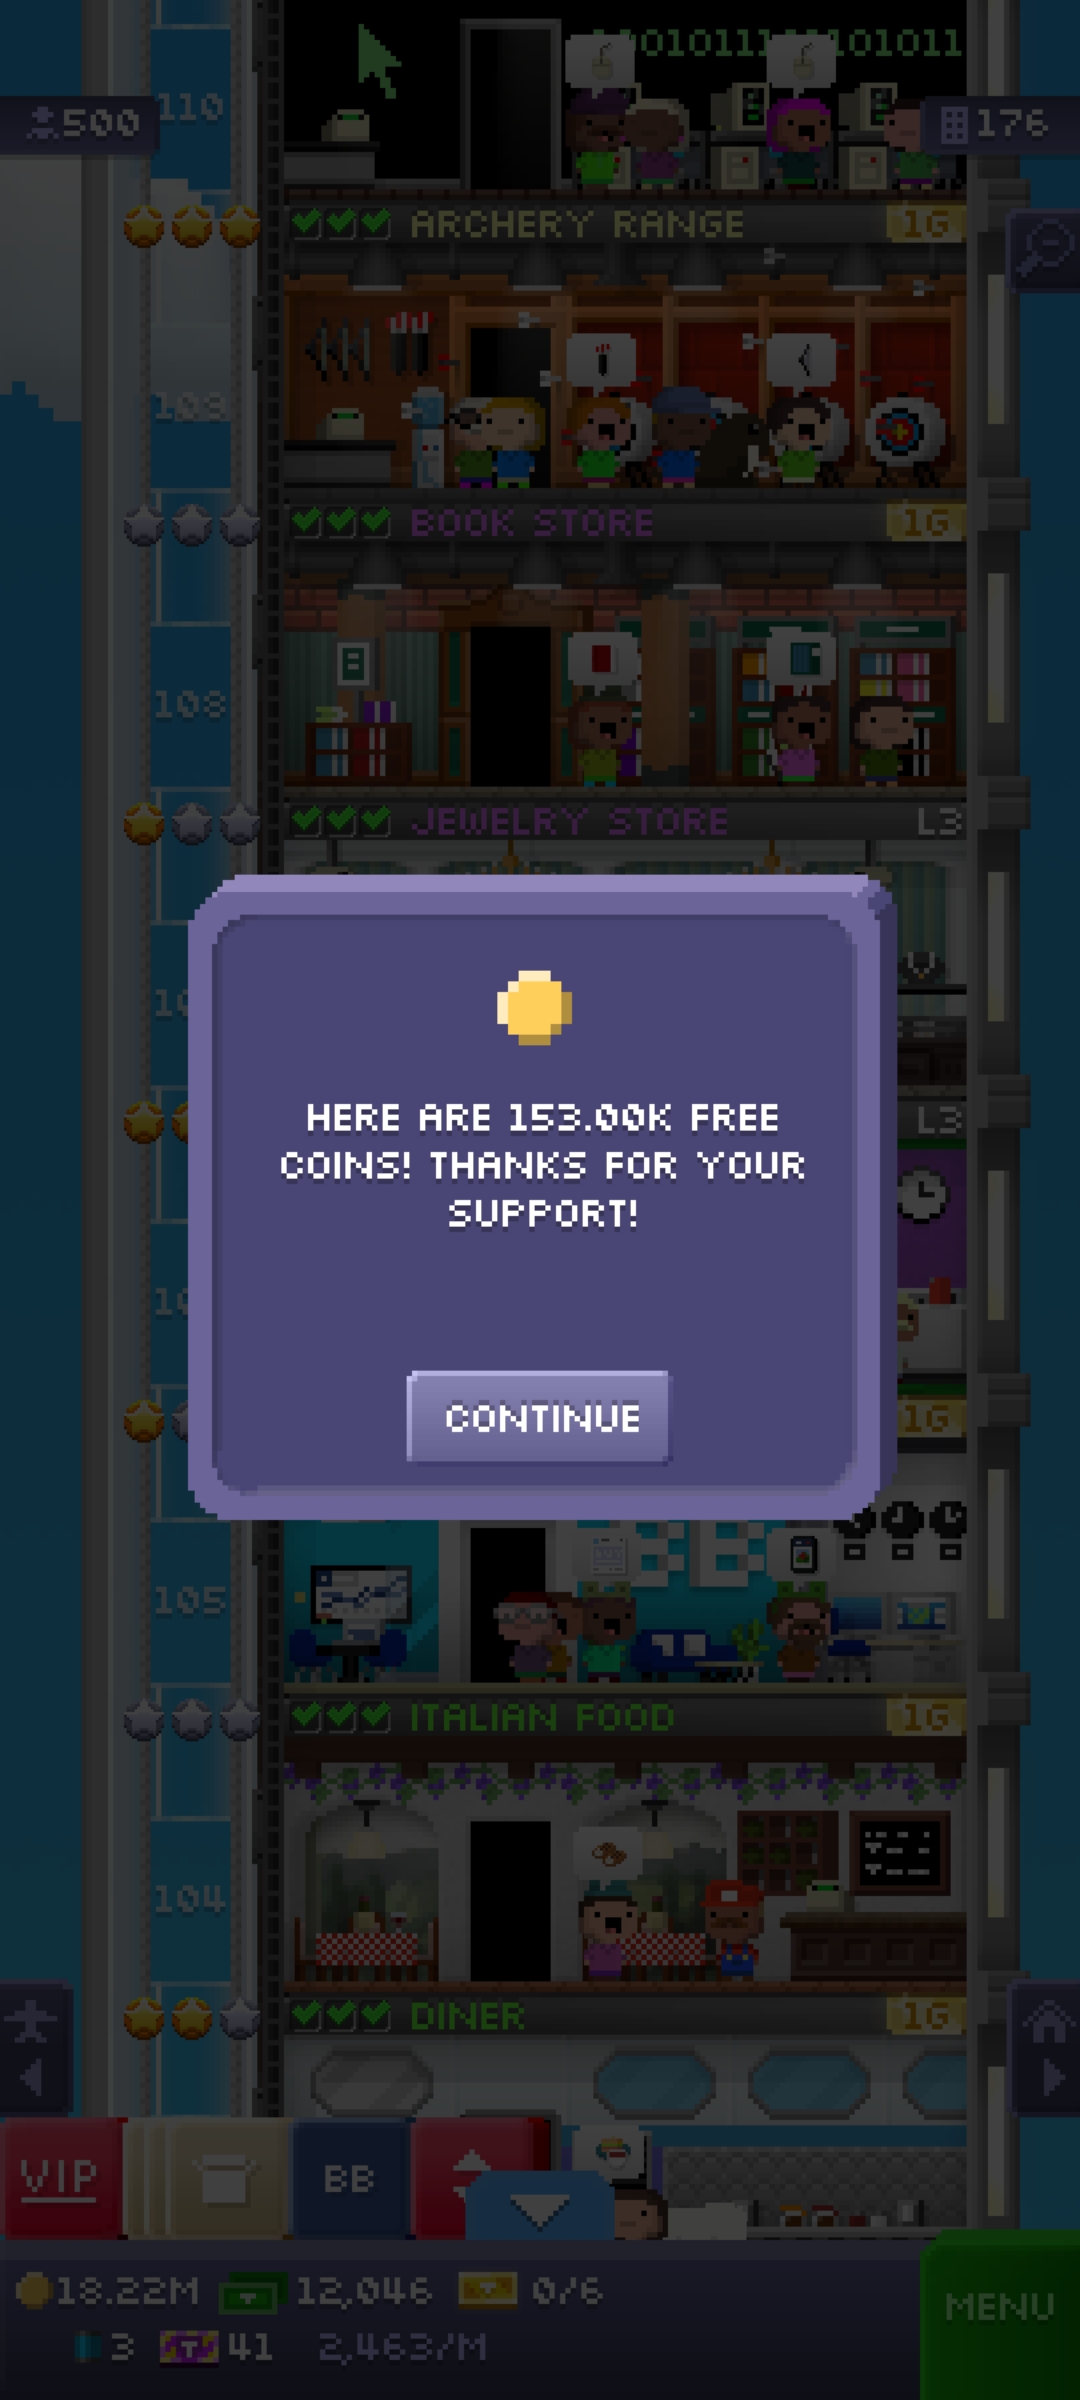 110
500
176
ARCHERY RANGE
1G
109
BOOK STORE
1G
108
JEWELRY STORE
L3
L3
HERE ARE 153.00K FREE
COINS! THANKS FOR YOUR
SUPPORT!
CONTINUE
1G
105
ITALIAN FOOD
1G
104
DINER
1G
VIP
BB
18.22M
12,046
0/6
MENU
3
41
2,463/M